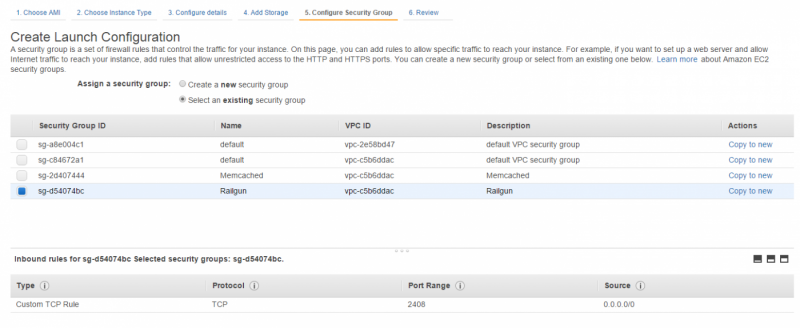 1. Choose AMI 2. Choose Instance Type 3. Configure details 4. Add Storage 5. Configure Security Group 6. Review
Create Launch Configuration
A security group is a set of firewall rules that control the traffic for your instance. On this page, you can add rules to allow specific traffic to reach your instance. For example, if you want to set up a web server and allow
Internet traffic to reach your instance, add rules that allow unrestricted access to the HTTP and HTTPS ports. You can create a new security group or select from an existing one below. Learn more about Amazon EC2
security groups.
Assign a security group: Create a new security group
Select an existing security group
Security Group ID Name VPC ID Description Actions
sg-a8e004c1 default vpc-2e58bd47 default VPC security group Copy to new
sg-c84672a1 default vpc-c5b6ddac default VPC security group Copy to new
sg-2d407444 Memcached vpc-c5b6ddac Memcached Copy to new
sg-d54074bc Railgun vpc-c5b6ddac Railgun Copy to new
Inbound rules for sg-d54074bc Selected security groups: sg-d54074bc.
Type Protocol Port Range Source
Custom TCP Rule TCP 2408 0.0.0.0/0